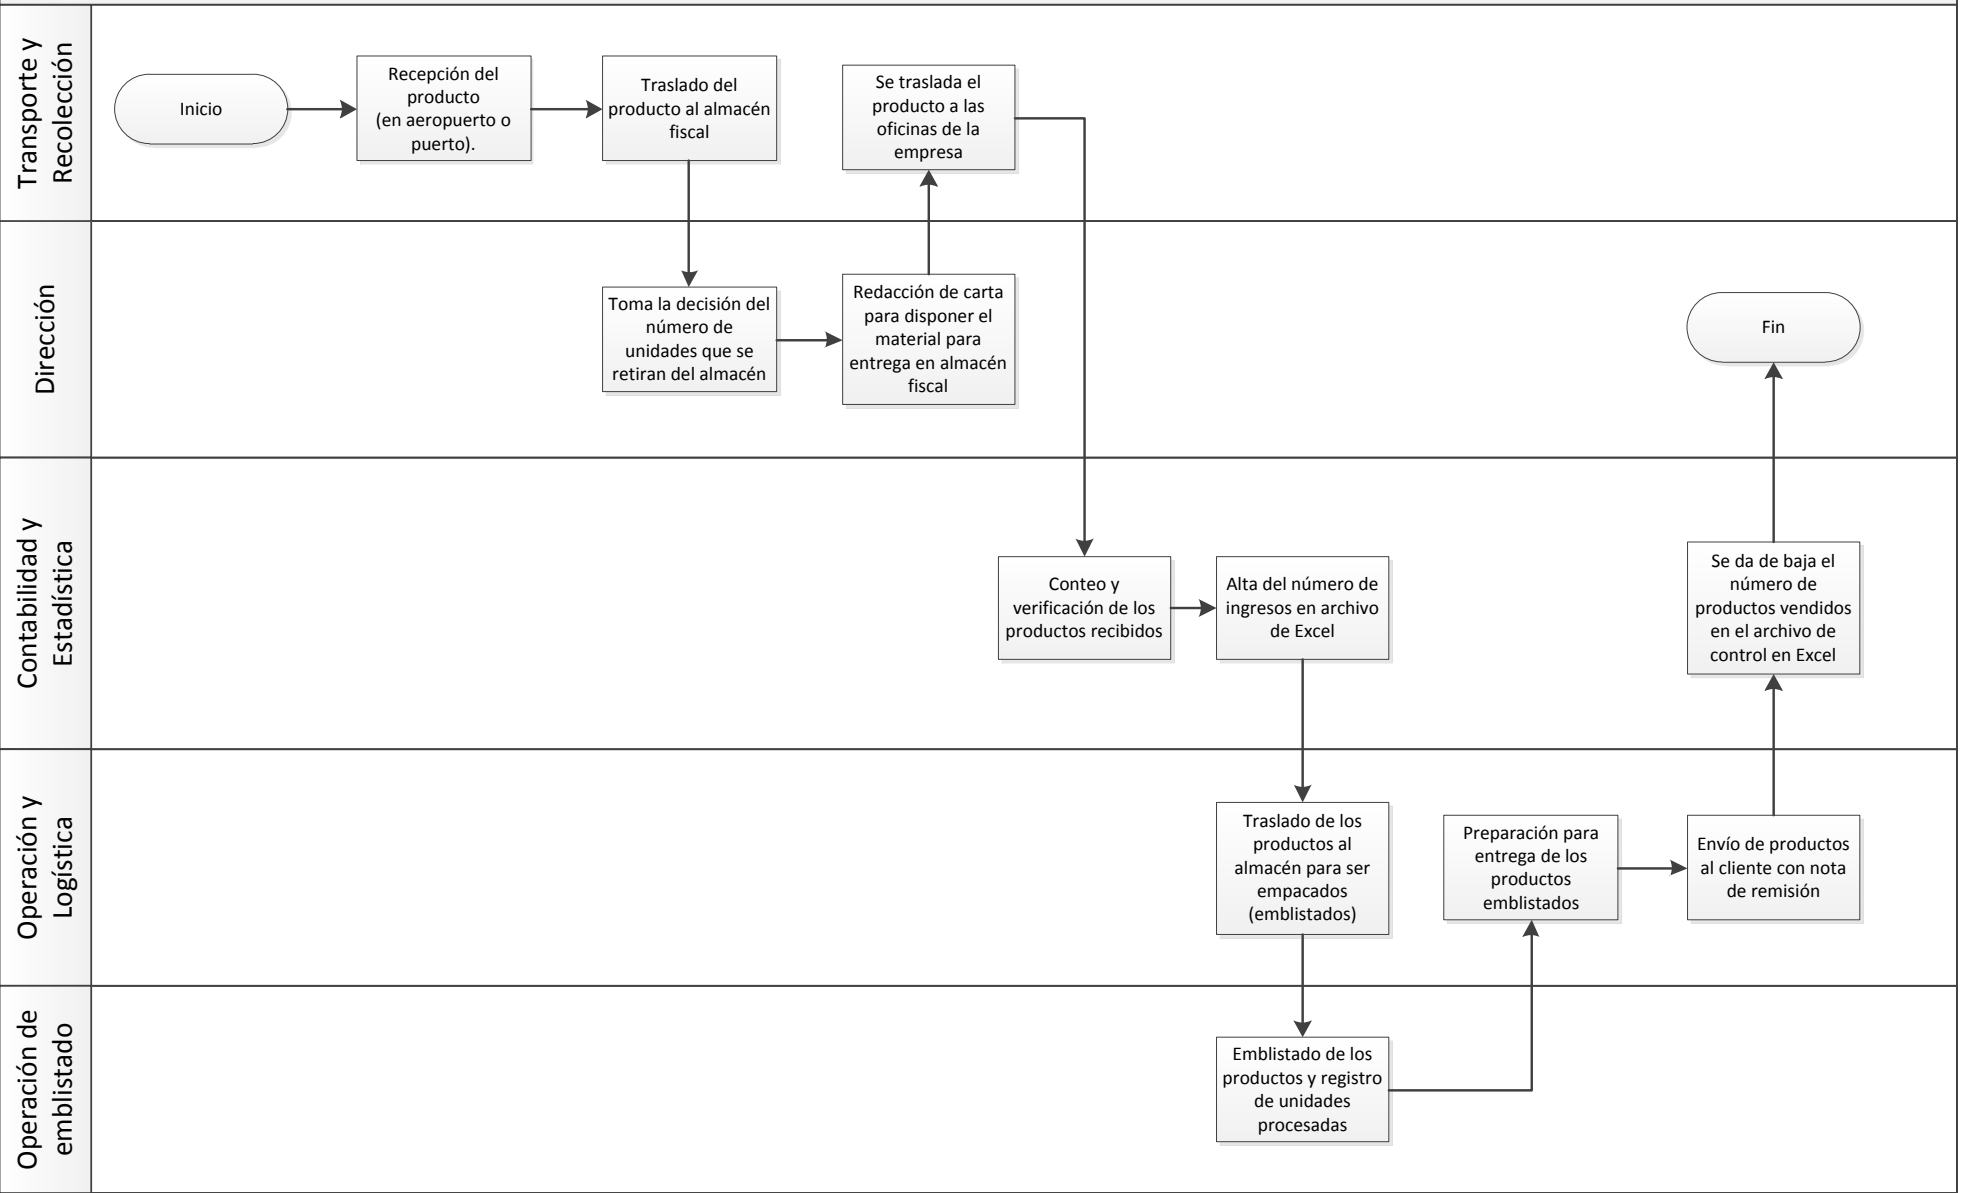 Transporte y
Recolección
Inicio
Recepción del
producto
(en aeropuerto o
puerto).
Traslado del
producto al almacén
fiscal
Se traslada el
producto a las
oficinas de la
empresa
Dirección
Toma la decisión del
número de
unidades que se
retiran del almacén
Redacción de carta
para disponer el
material para
entrega en almacén
fiscal
Fin
Contabilidad y
Estadística
Conteo y
verificación de los
productos recibidos
Alta del número de
ingresos en archivo
de Excel
Se da de baja el
número de
productos vendidos
en el archivo de
control en Excel
Operación y
Logística
Traslado de los
productos al
almacén para ser
empacados
(emblistados)
Preparación para
entrega de los
productos
emblistados
Envío de productos
al cliente con nota
de remisión
Operación de
emblistado
Emblistado de los
productos y registro
de unidades
procesadas